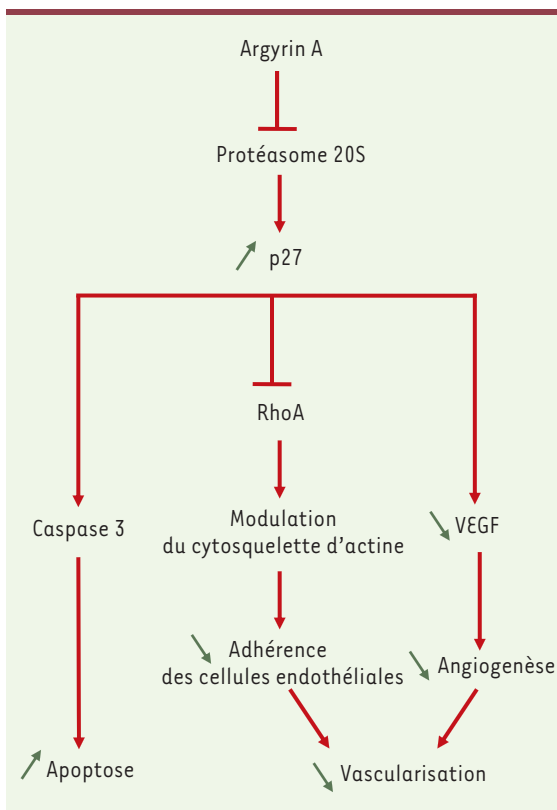 Argyrin A
Protéasome 20S
p27
RhoA
Caspase 3
Modulation
du cytosquelette d'actine
VEGF
Adhérence
des cellules endothéliales
Angiogenèse
Apoptose
Vascularisation